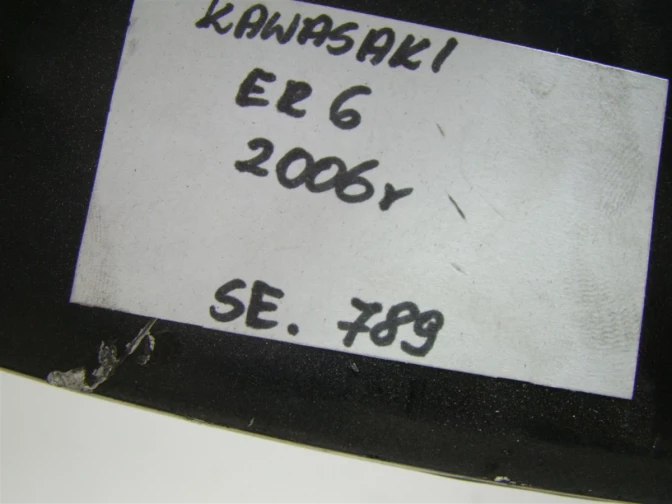 KAWASAKI
ER 6
2006r
SE. 789